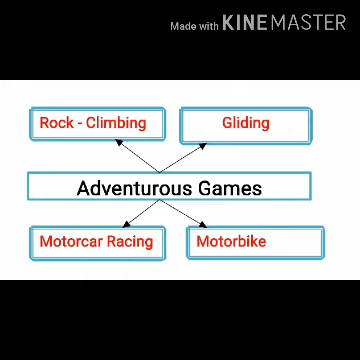 Made with KINEMASTER
Rock - Climbing
Gliding
Adventurous Games
Motorcar Racing
Motorbike